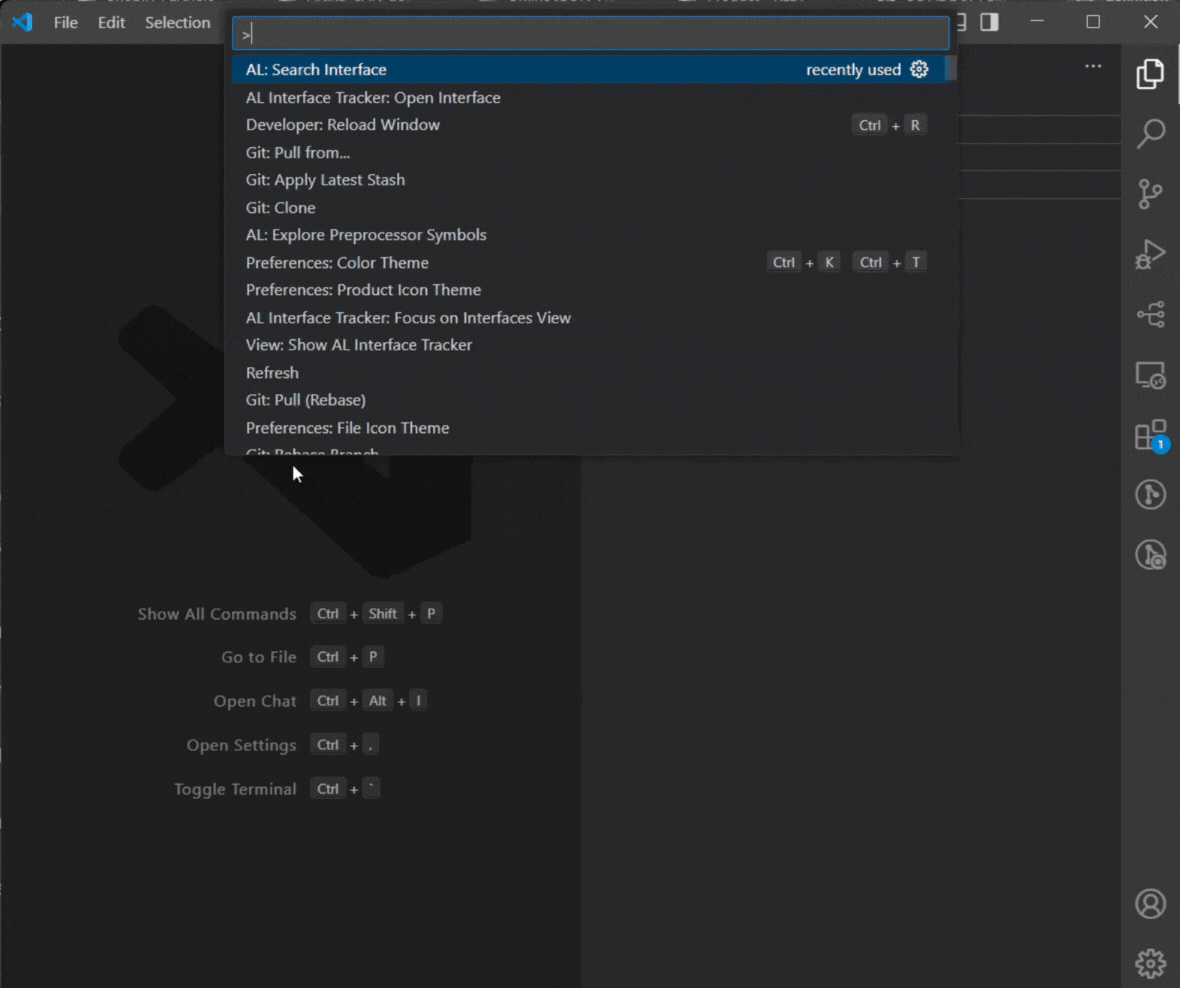 File Edit Selection
>
AL: Search Interface recently used
AL Interface Tracker: Open Interface
Developer: Reload Window Ctrl + R
Git: Pull from...
Git: Apply Latest Stash
Git: Clone
AL: Explore Preprocessor Symbols
Preferences: Color Theme Ctrl + K Ctrl + T
Preferences: Product Icon Theme
AL Interface Tracker: Focus on Interfaces View
View: Show AL Interface Tracker
Refresh
Git: Pull (Rebase)
Preferences: File Icon Theme
Git: Rebase Branch
1
Show All Commands Ctrl + Shift + P
Go to File Ctrl + P
Open Chat Ctrl + Alt + I
Open Settings Ctrl + ,
Toggle Terminal Ctrl + `